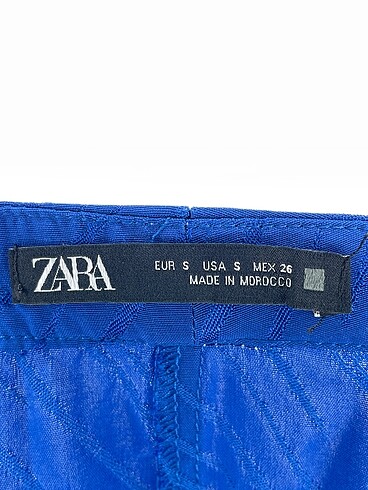 ZARA
EUR S USA S MEX 26
MADE IN MOROCCO